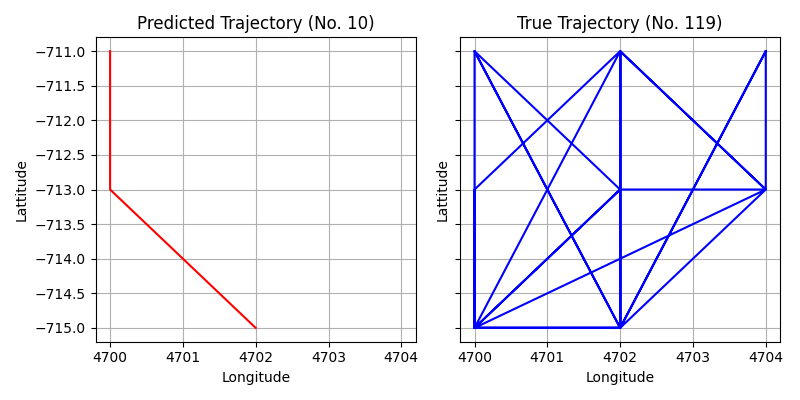 Predicted Trajectory (No. 10)
Lattitude
−711.0
−711.5
−712.0
−712.5
−713.0
−713.5
−714.0
−714.5
−715.0
4700 4701 4702 4703 4704
Longitude
True Trajectory (No. 119)
Lattitude
4700 4701 4702 4703 4704
Longitude